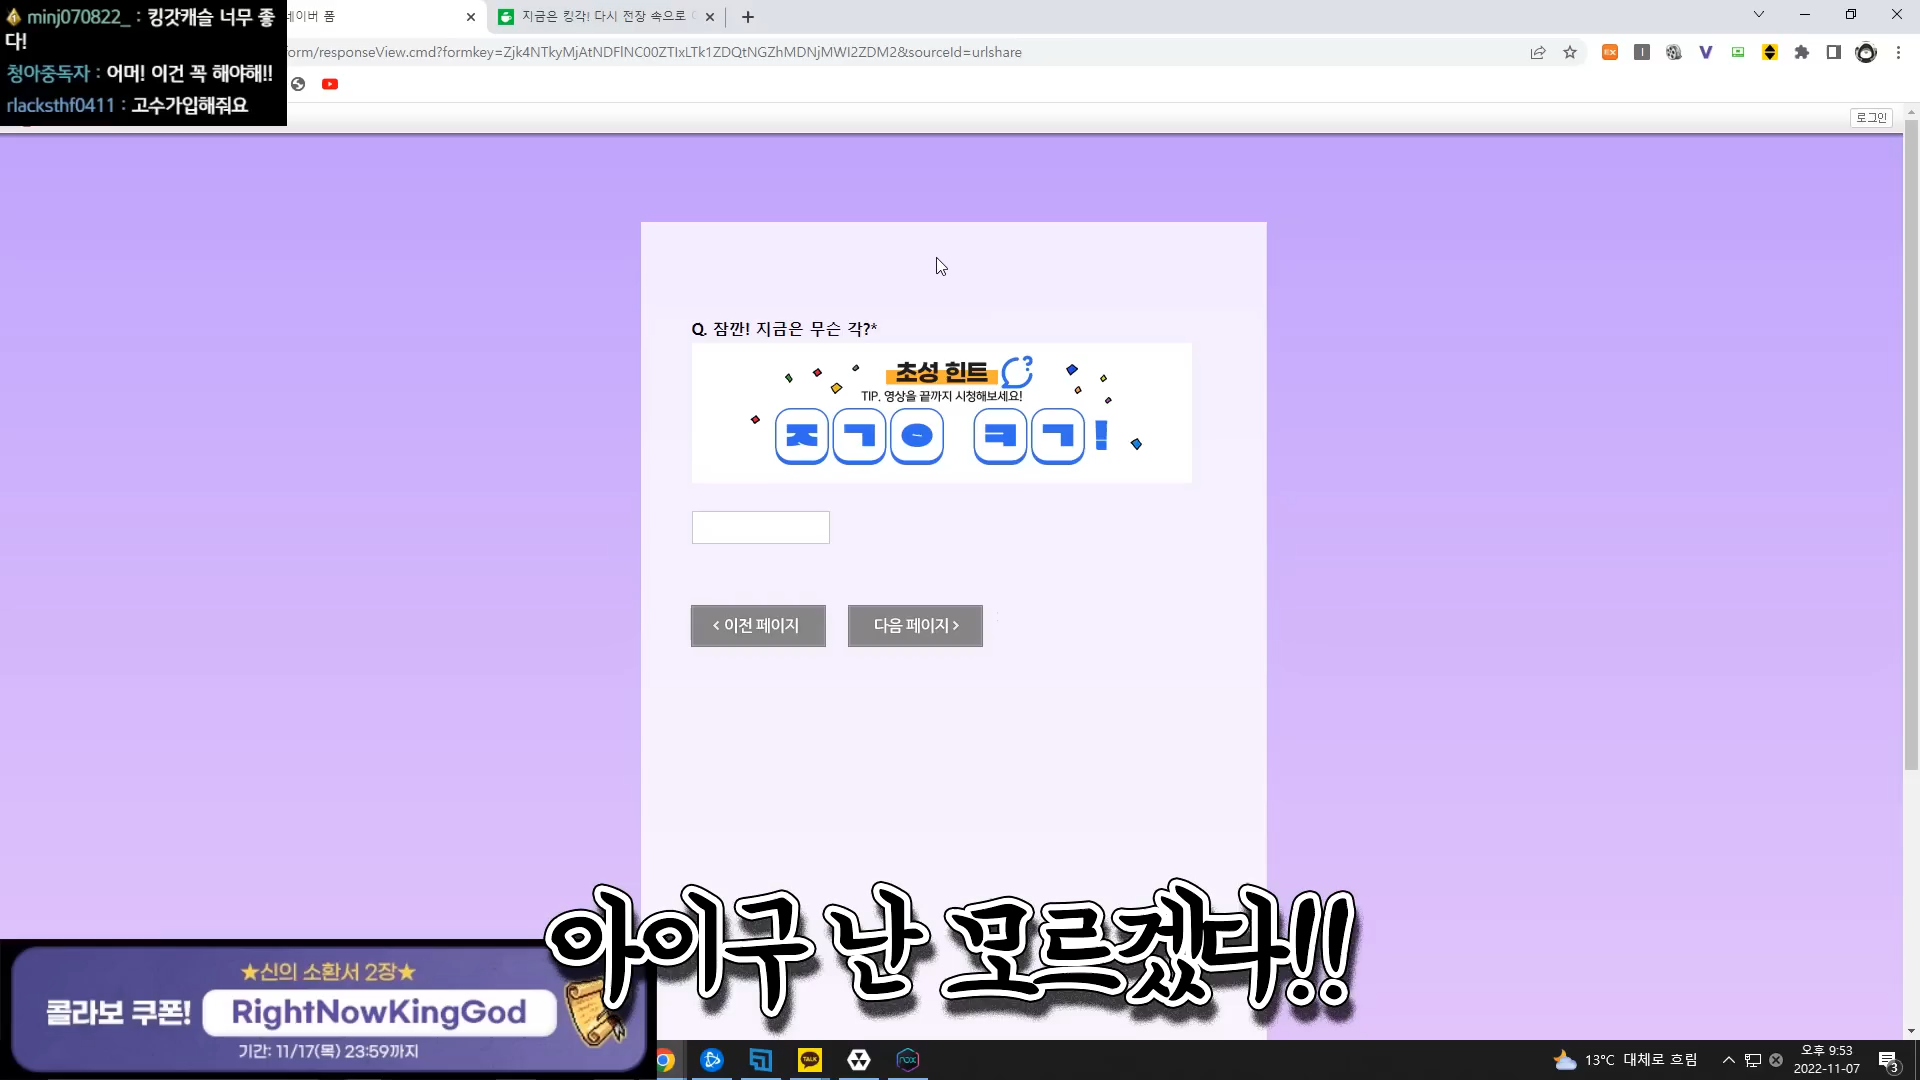 minj070822_ : 킹갓캐슬 너무 좋
다!
청아중독자 : 어머! 이건 꼭 해야해!!
rlacksthf0411 : 고수가입해줘요
네이버 폼
지금은 킹각! 다시 전장 속으로
orm/responseView.cmd?formkey=Zjk4NTkyMjAtNDFlNC00ZTIxLTk1ZDQtNGZhMDNjMWI2ZDM2&sourceId=urlshare
로그인
Q. 잠깐! 지금은 무슨 각?*
초성 힌트
TIP. 영상을 끝까지 시청해보세요!
ㅈㄱㅇ ㅋㄱ!
< 이전 페이지
다음 페이지 >
아이구 난 모르겠다!!
★신의 소환서 2장★
콜라보 쿠폰! RightNowKingGod
기간: 11/17(목) 23:59까지
TALK
nox
13°C 대체로 흐림
오후 9:53
2022-11-07
3